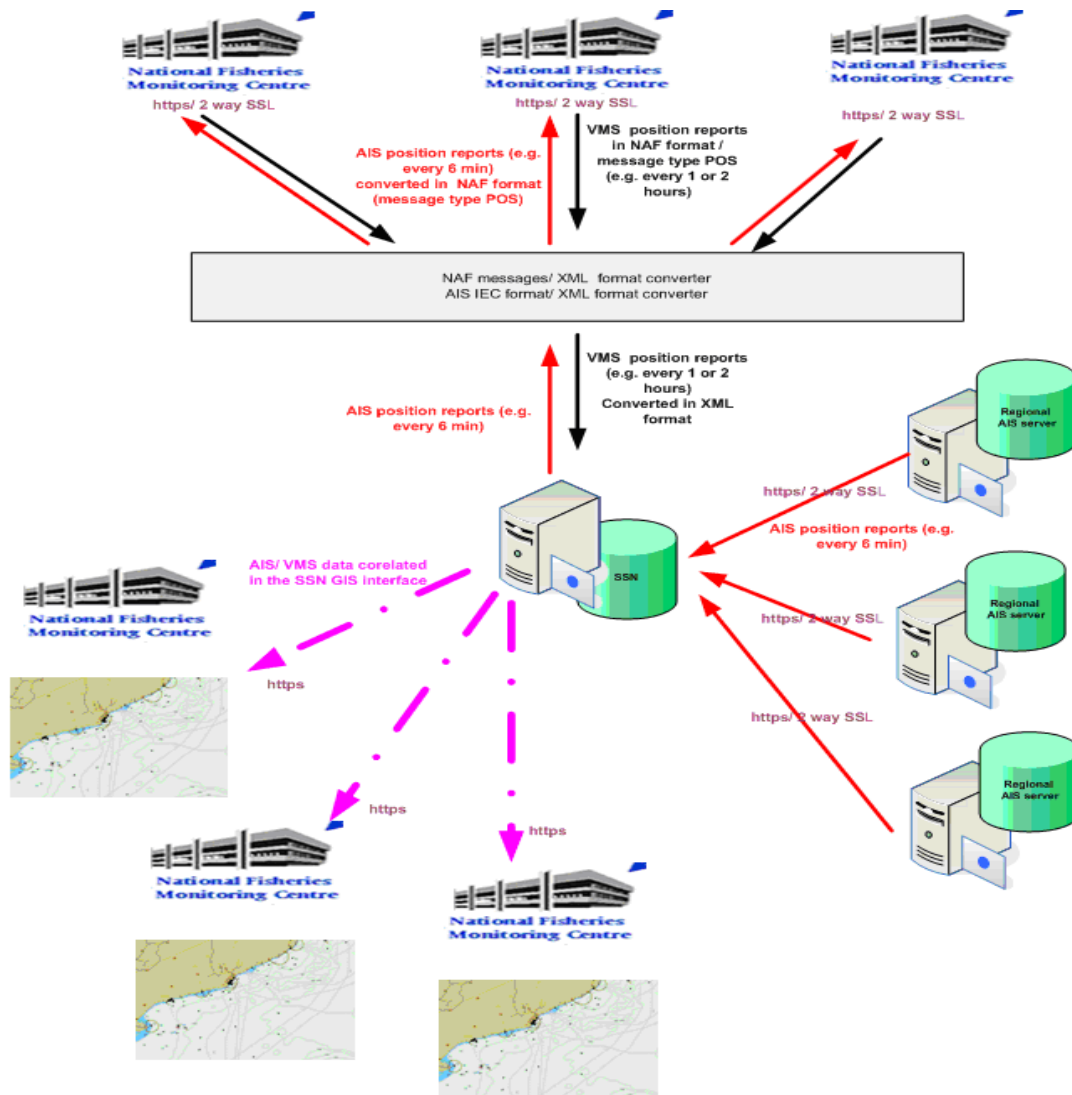 National Fisheries
Monitoring Centre
https/ 2 way SSL
National Fisheries
Monitoring Centre
https/ 2 way SSL
National Fisheries
Monitoring Centre
https/ 2 way SSL
AIS position reports (e.g.
every 6 min)
converted in NAF format
(message type POS)
VMS position reports
in NAF format /
message type POS
(e.g. every 1 or 2
hours)
NAF messages/ XML format converter
AIS IEC format/ XML format converter
AIS position reports (e.g.
every 6 min)
VMS position reports
(e.g. every 1 or 2
hours)
Converted in XML
format
Regional
AIS server
https/ 2 way SSL
AIS position reports (e.g.
every 6 min)
SSN
AIS/ VMS data corelated
in the SSN GIS interface
Regional
AIS server
https/ 2 way SSL
National Fisheries
Monitoring Centre
https
https/ 2 way SSL
Regional
AIS server
https
https
National Fisheries
Monitoring Centre
National Fisheries
Monitoring Centre